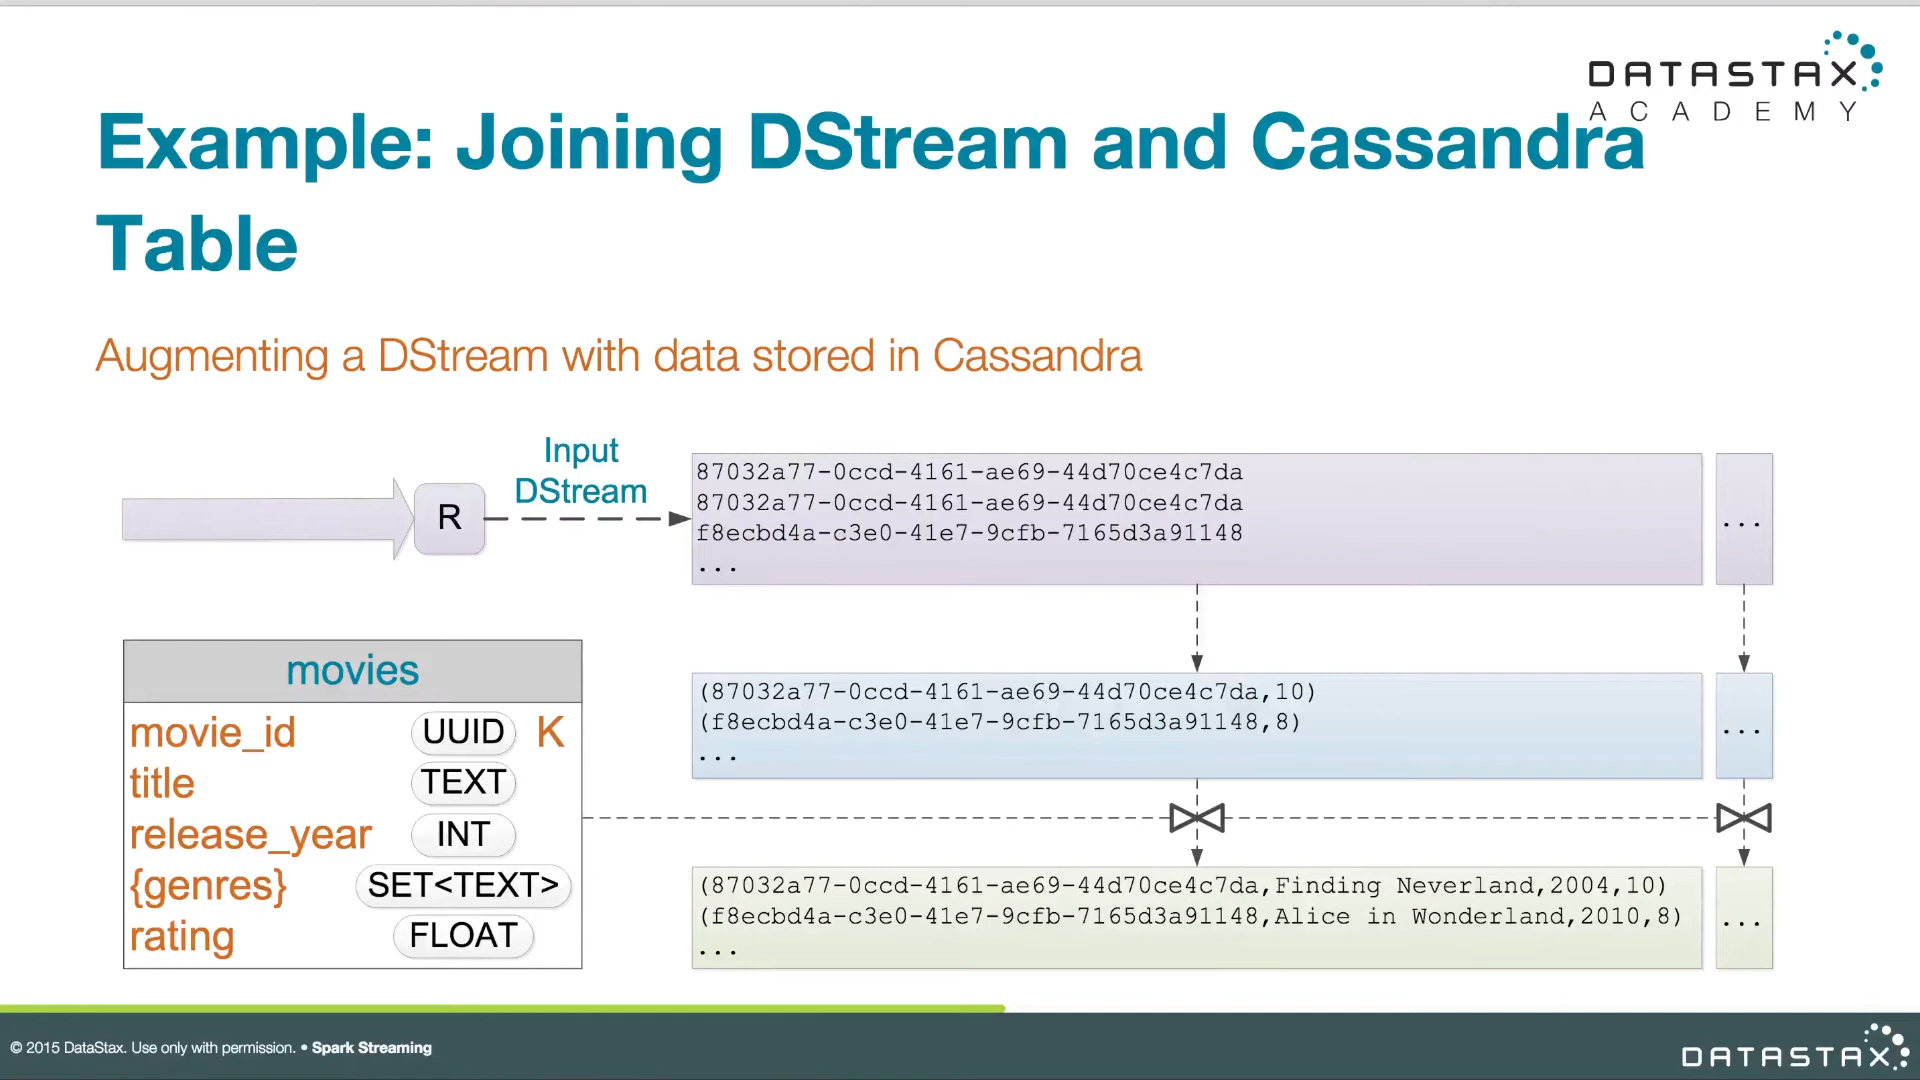 DATASTAX
ACADEMY
Example: Joining DStream and Cassandra
Table
Augmenting a DStream with data stored in Cassandra
Input
DStream
R
87032a77-0ccd-4161-ae69-44d70ce4c7da
87032a77-0ccd-4161-ae69-44d70ce4c7da
f8ecbd4a-c3e0-41e7-9cfb-7165d3a91148
...
...
movies
movie_id UUID K
title TEXT
release_year INT
{genres} SET<TEXT>
rating FLOAT
(87032a77-0ccd-4161-ae69-44d70ce4c7da,10)
(f8ecbd4a-c3e0-41e7-9cfb-7165d3a91148,8)
...
...
(87032a77-0ccd-4161-ae69-44d70ce4c7da,Finding Neverland,2004,10)
(f8ecbd4a-c3e0-41e7-9cfb-7165d3a91148,Alice in Wonderland,2010,8)
...
...
© 2015 DataStax. Use only with permission. • Spark Streaming
DATASTAX